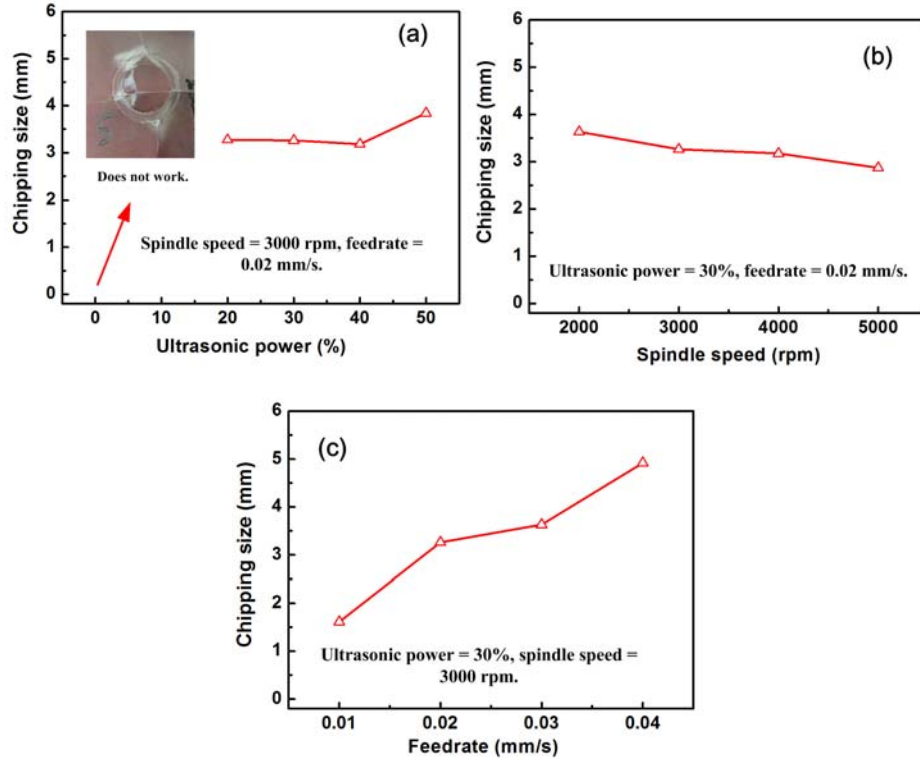 (a)
Chipping size (mm)
6
5
4
3
2
1
0
Does not work.
Spindle speed = 3000 rpm, feedrate =
0.02 mm/s.
0 10 20 30 40 50
Ultrasonic power (%)
(b)
Chipping size (mm)
6
5
4
3
2
1
0
Ultrasonic power = 30%, feedrate = 0.02 mm/s.
2000 3000 4000 5000
Spindle speed (rpm)
(c)
Chipping size (mm)
6
5
4
3
2
1
0
Ultrasonic power = 30%, spindle speed =
3000 rpm.
0.01 0.02 0.03 0.04
Feedrate (mm/s)